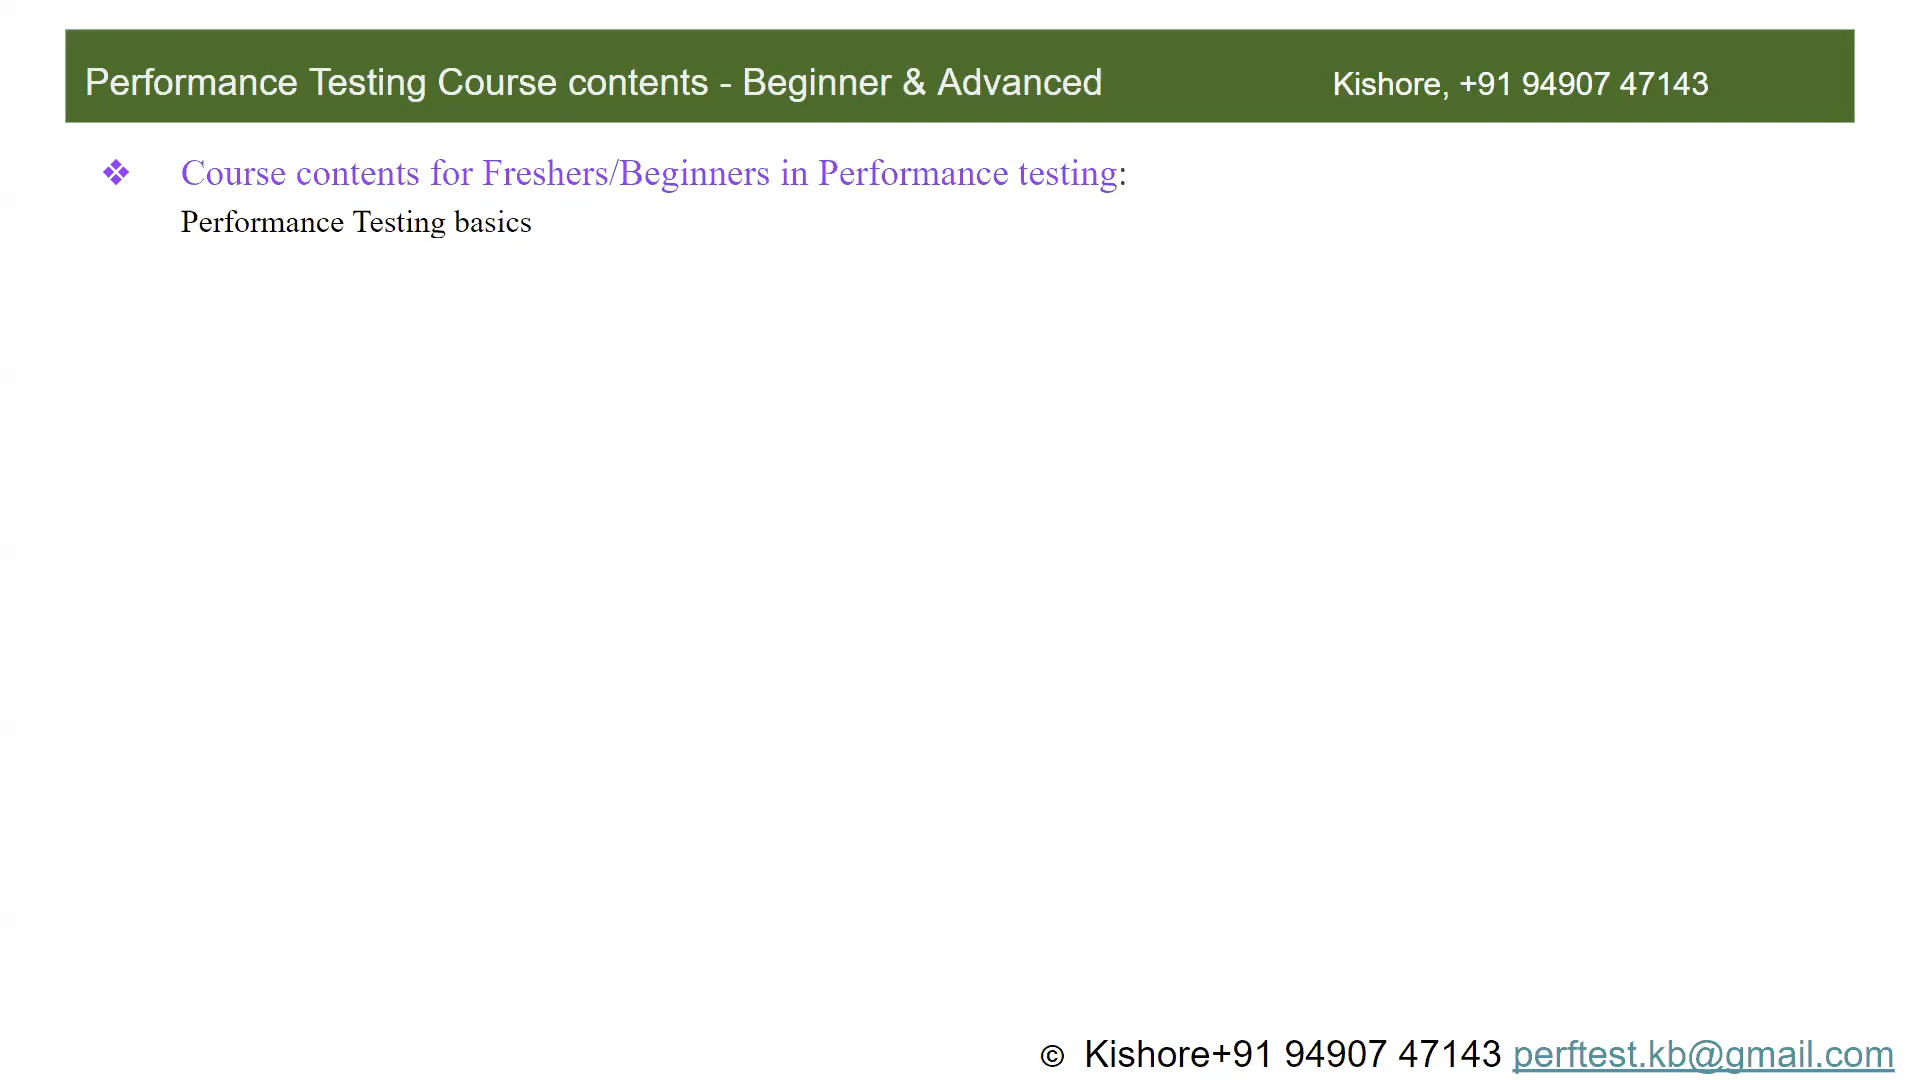 Performance Testing Course contents - Beginner & Advanced Kishore, +91 94907 47143
❖ Course contents for Freshers/Beginners in Performance testing:
Performance Testing basics
© Kishore+91 94907 47143 perftest.kb@gmail.com